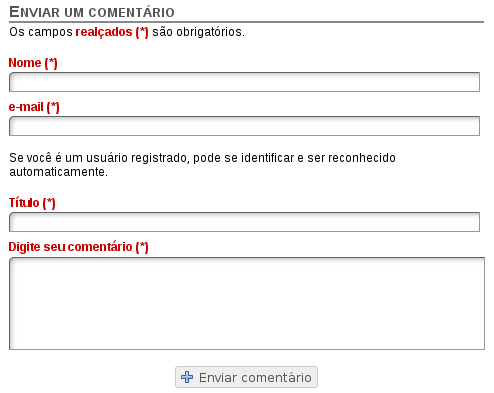 Enviar um comentário
Os campos realçados (*) são obrigatórios.
Nome (*)
e-mail (*)
Se você é um usuário registrado, pode se identificar e ser reconhecido
automaticamente.
Título (*)
Digite seu comentário (*)
Enviar comentário